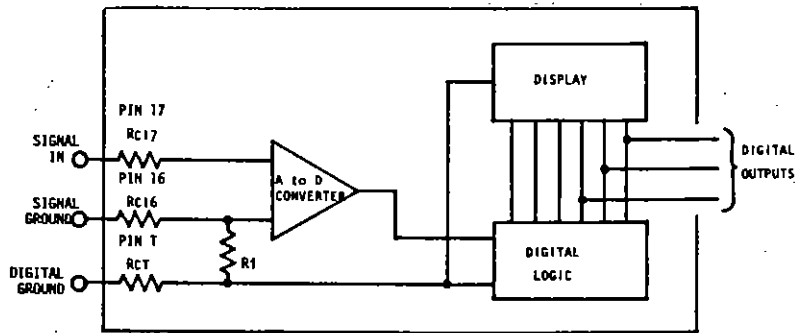 PIN 17
RC17
SIGNAL
IN
PIN 16
RC16
SIGNAL
GROUND
PIN T
RCT
DIGITAL
GROUND
R1
A to D
CONVERTER
DISPLAY
DIGITAL
LOGIC
DIGITAL
OUTPUTS